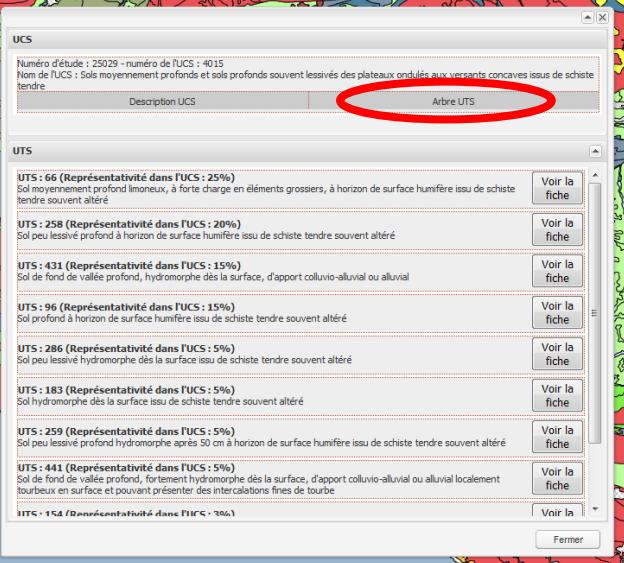 UCS
Numéro d'étude : 25029 - numéro de l'UCS : 4015
Nom de l'UCS : Sols moyennement profonds et sols profonds souvent lessivés des plateaux ondulés aux versants concaves issus de schiste
tendre
Description UCS
Arbre UTS
UTS
UTS : 66 (Représentativité dans l'UCS : 25%)
Sol moyennement profond limoneux, à forte charge en éléments grossiers, à horizon de surface humifère issu de schiste
tendre souvent altéré
Voir la
fiche
UTS : 258 (Représentativité dans l'UCS : 20%)
Sol peu lessivé profond à horizon de surface humifère issu de schiste tendre souvent altéré
Voir la
fiche
UTS : 431 (Représentativité dans l'UCS : 15%)
Sol de fond de vallée profond, hydromorphe dès la surface, d'apport colluvio-alluvial ou alluvial
Voir la
fiche
UTS : 96 (Représentativité dans l'UCS : 15%)
Sol profond à horizon de surface humifère issu de schiste tendre souvent altéré
Voir la
fiche
UTS : 286 (Représentativité dans l'UCS : 5%)
Sol peu lessivé hydromorphe dès la surface issu de schiste tendre souvent altéré
Voir la
fiche
UTS : 183 (Représentativité dans l'UCS : 5%)
Sol hydromorphe dès la surface issu de schiste tendre souvent altéré
Voir la
fiche
UTS : 259 (Représentativité dans l'UCS : 5%)
Sol peu lessivé profond hydromorphe après 50 cm à horizon de surface humifère issu de schiste tendre souvent altéré
Voir la
fiche
UTS : 441 (Représentativité dans l'UCS : 5%)
Sol de fond de vallée profond, fortement hydromorphe dès la surface, d'apport colluvio-alluvial ou alluvial localement
tourbeux en surface et pouvant présenter des intercalations fines de tourbe
Voir la
fiche
UTS : 154 (Représentativité dans l'UCS : 3%)
Voir la
Fermer